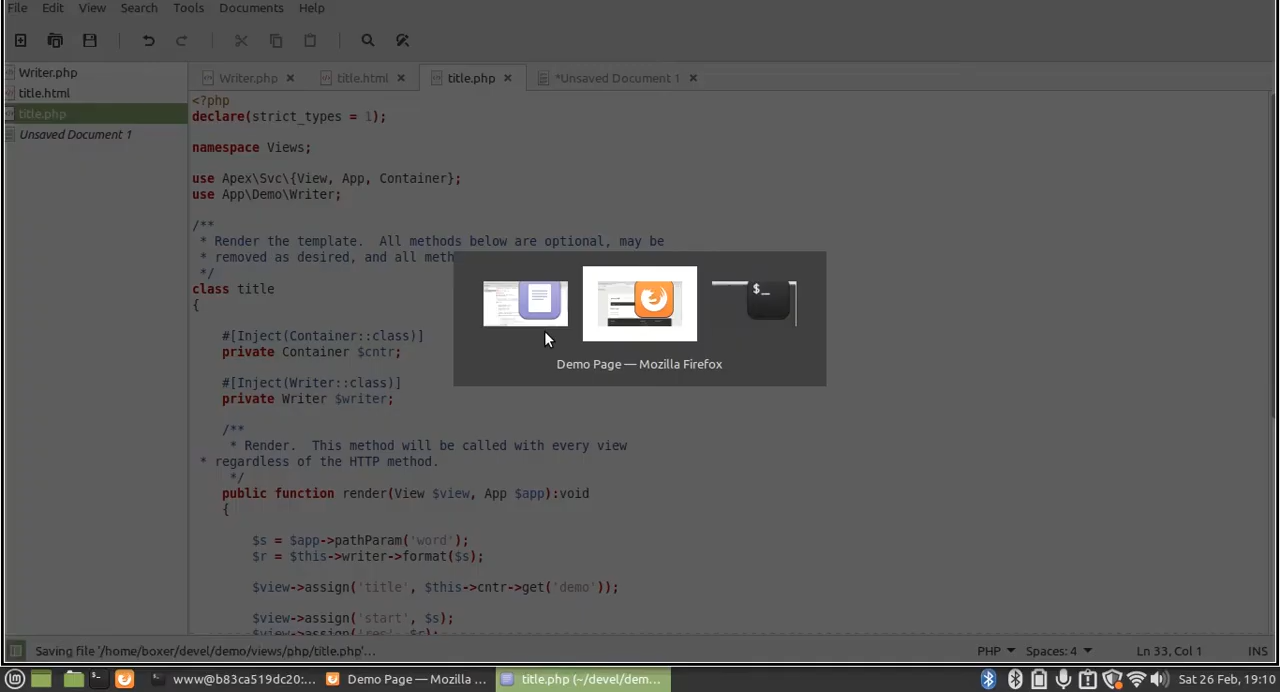 File Edit View Search Tools Documents Help
Writer.php
title.html
title.php
Unsaved Document 1
Writer.php title.html title.php *Unsaved Document 1
<?php
declare(strict_types = 1);
namespace Views;
use Apex\Svc\{View, App, Container};
use App\Demo\Writer;
/**
* Render the template.  All methods below are optional, may be
* removed as desired, and all meth
*/
class title
{
#[Inject(Container::class)]
private Container $cntr;
#[Inject(Writer::class)]
private Writer $writer;
/**
* Render.  This method will be called with every view
* regardless of the HTTP method.
*/
public function render(View $view, App $app):void
{
$s = $app->pathParam('word');
$r = $this->writer->format($s);
$view->assign('title', $this->cntr->get('demo'));
$view->assign('start', $s);
$view->assign('res', $r);
$_
Demo Page — Mozilla Firefox
Saving file '/home/boxer/devel/demo/views/php/title.php'... PHP Spaces: 4 Ln 33, Col 1 INS
www@b83ca519dc20:... Demo Page — Mozilla ... title.php (~/devel/dem... Sat 26 Feb, 19:10